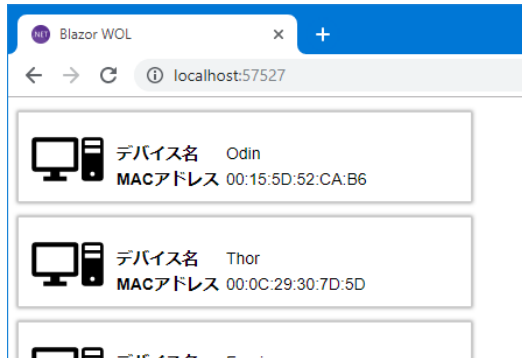 NET Blazor WOL
localhost:57527
デバイス名 Odin
MACアドレス 00:15:5D:52:CA:B6
デバイス名 Thor
MACアドレス 00:0C:29:30:7D:5D